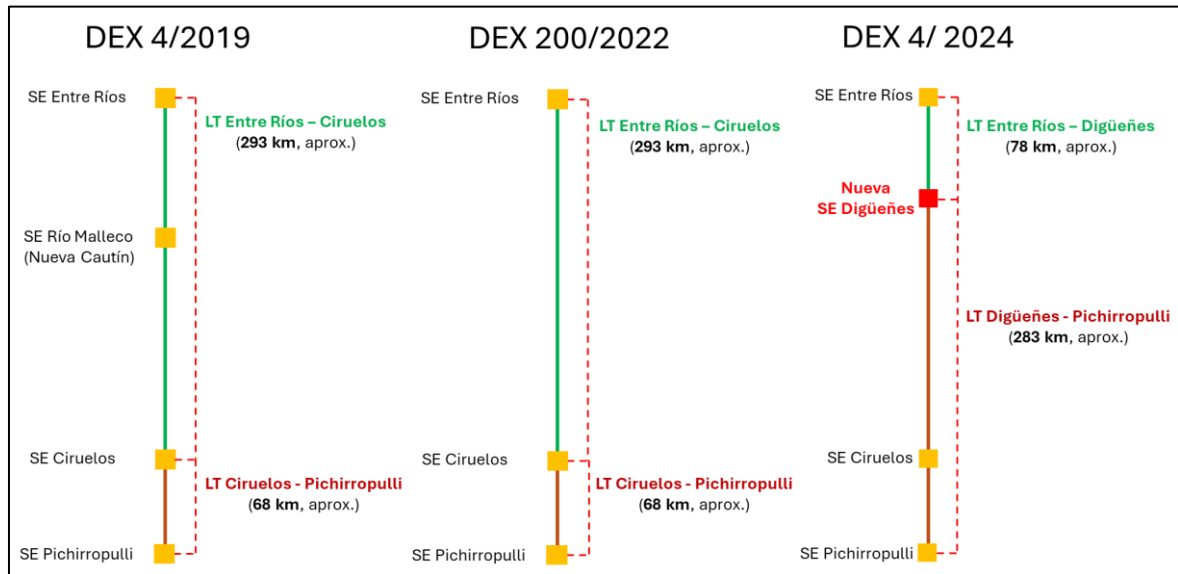 DEX 4/2019
SE Entre Ríos
LT Entre Ríos – Ciruelos
(293 km, aprox.)
SE Río Malleco
(Nueva Cautín)
SE Ciruelos
LT Ciruelos - Pichirropulli
(68 km, aprox.)
SE Pichirropulli
DEX 200/2022
SE Entre Ríos
LT Entre Ríos – Ciruelos
(293 km, aprox.)
SE Ciruelos
LT Ciruelos - Pichirropulli
(68 km, aprox.)
SE Pichirropulli
DEX 4/ 2024
SE Entre Ríos
LT Entre Ríos – Digüeñes
(78 km, aprox.)
Nueva
SE Digüeñes
LT Digüeñes - Pichirropulli
(283 km, aprox.)
SE Ciruelos
SE Pichirropulli